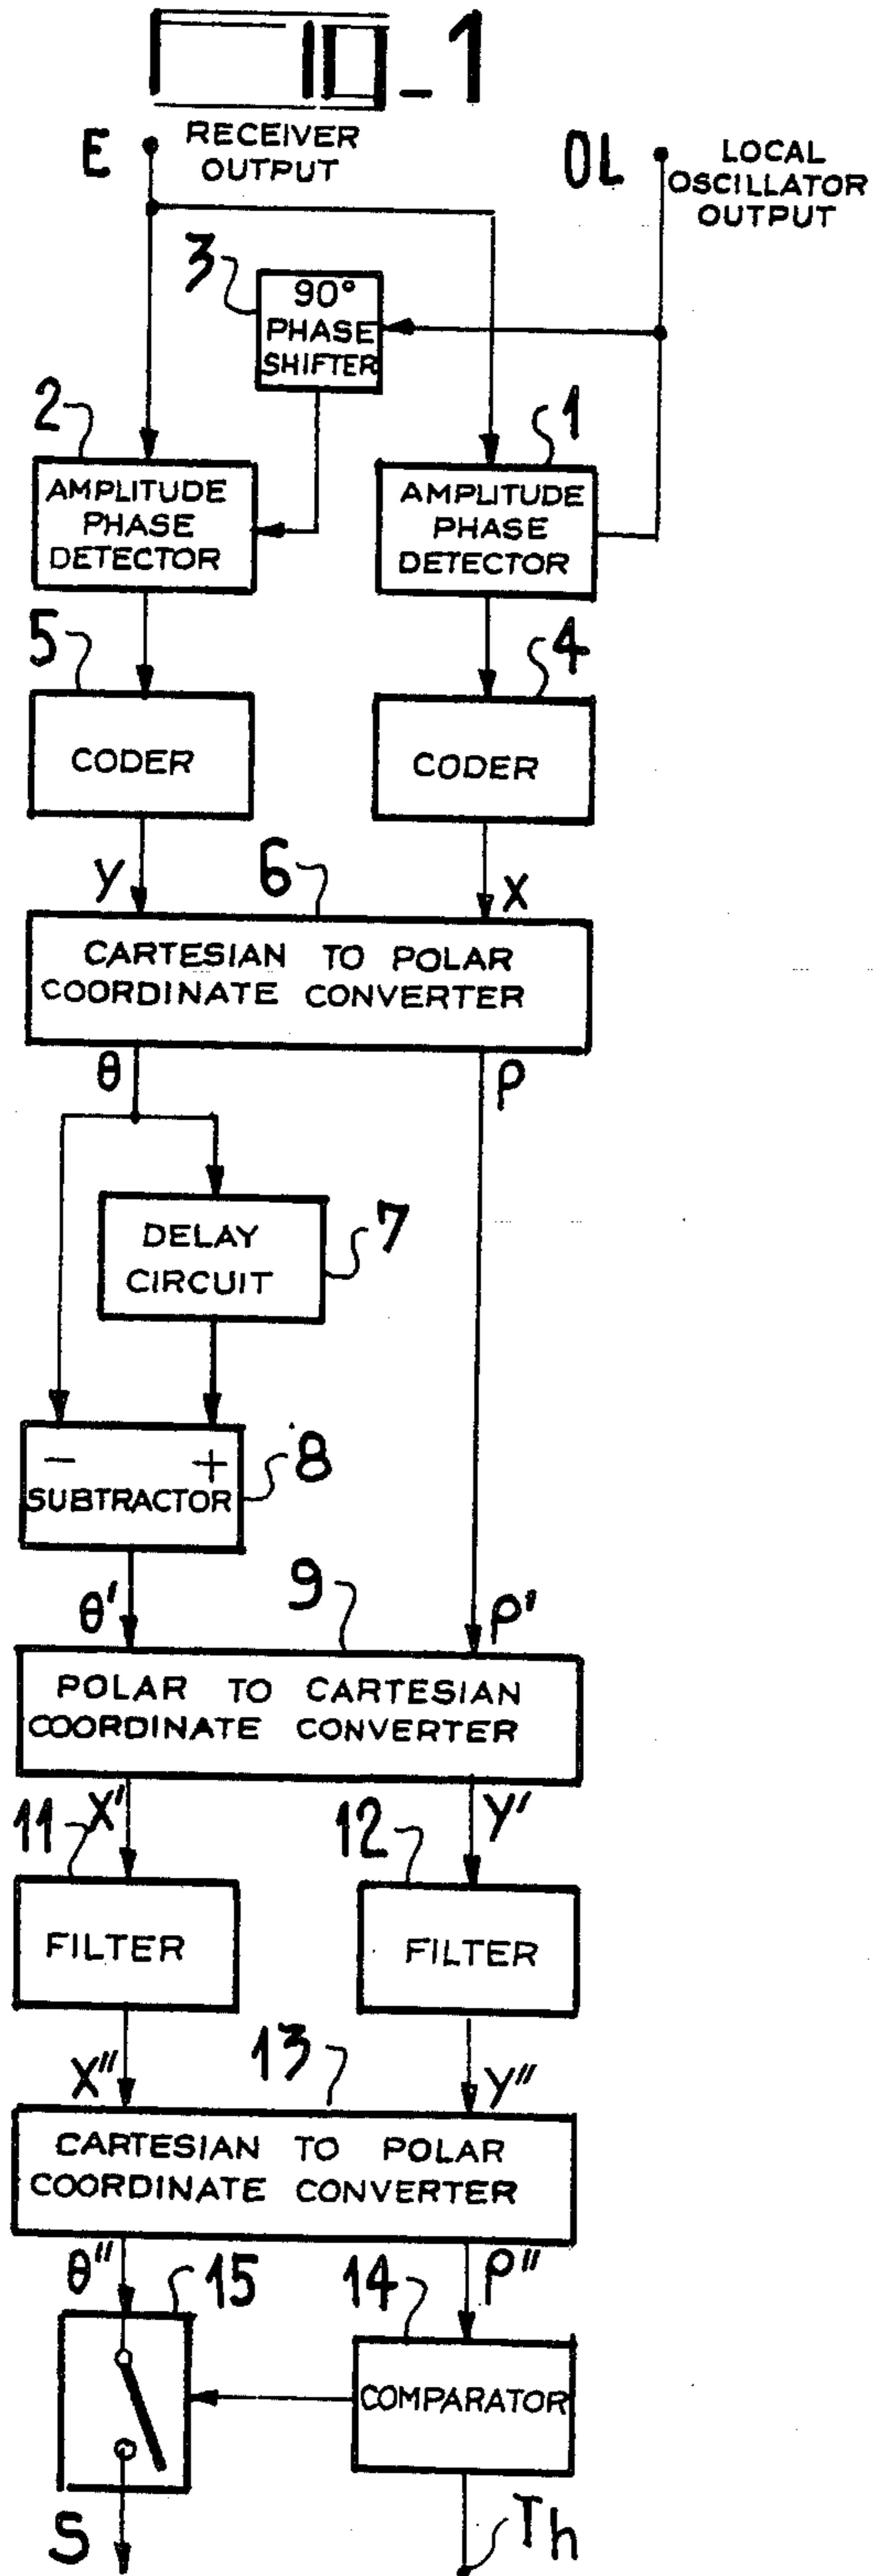 FIG_1
E
RECEIVER
OUTPUT
OL
LOCAL
OSCILLATOR
OUTPUT
3
90°
PHASE
SHIFTER
2
AMPLITUDE
PHASE
DETECTOR
1
AMPLITUDE
PHASE
DETECTOR
5
CODER
4
CODER
y
6
X
CARTESIAN TO POLAR
COORDINATE CONVERTER
θ
ρ
DELAY
CIRCUIT
7
- +
SUBTRACTOR
8
θ'
9
ρ'
POLAR TO CARTESIAN
COORDINATE CONVERTER
11
X'
12
Y'
FILTER
FILTER
X"
13
Y"
CARTESIAN TO POLAR
COORDINATE CONVERTER
θ"
15
14
ρ"
COMPARATOR
S
Th